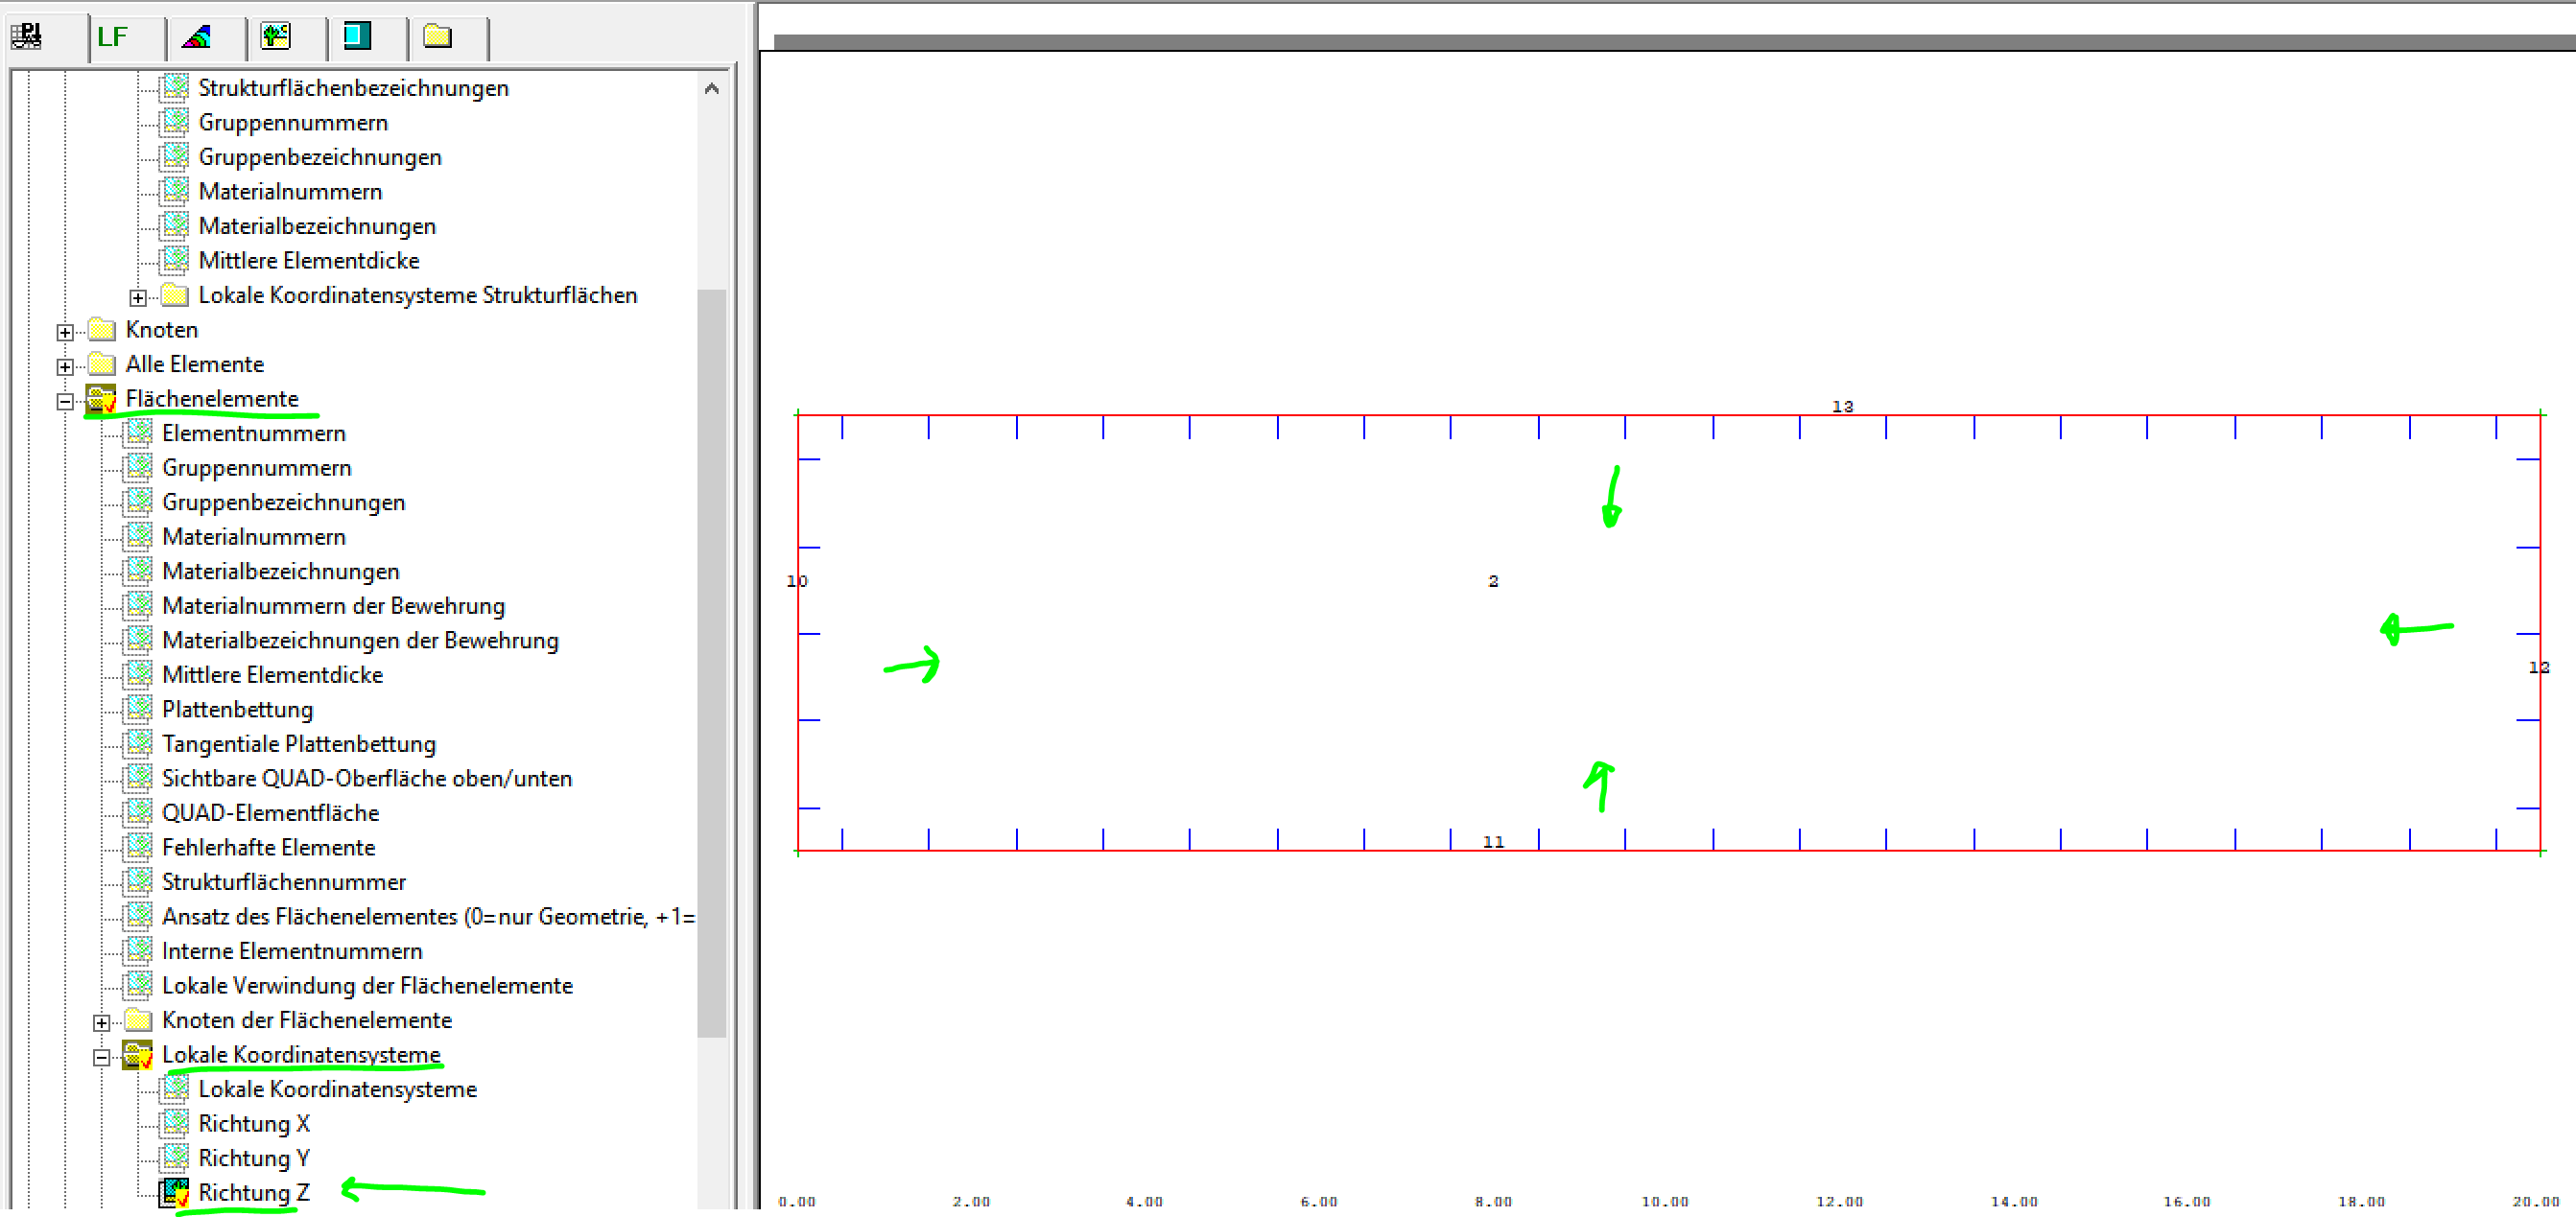 LF
Strukturflächenbezeichnungen
Gruppennummern
Gruppenbezeichnungen
Materialnummern
Materialbezeichnungen
Mittlere Elementdicke
Lokale Koordinatensysteme Strukturflächen
Knoten
Alle Elemente
Flächenelemente
Elementnummern
Gruppennummern
Gruppenbezeichnungen
Materialnummern
Materialbezeichnungen
Materialnummern der Bewehrung
Materialbezeichnungen der Bewehrung
Mittlere Elementdicke
Plattenbettung
Tangentiale Plattenbettung
Sichtbare QUAD-Oberfläche oben/unten
QUAD-Elementfläche
Fehlerhafte Elemente
Strukturflächennummer
Ansatz des Flächenelementes (0=nur Geometrie, +1=
Interne Elementnummern
Lokale Verwindung der Flächenelemente
Knoten der Flächenelemente
Lokale Koordinatensysteme
Lokale Koordinatensysteme
Richtung X
Richtung Y
Richtung Z
13
10
2
12
11
0.00 2.00 4.00 6.00 8.00 10.00 12.00 14.00 16.00 18.00 20.00